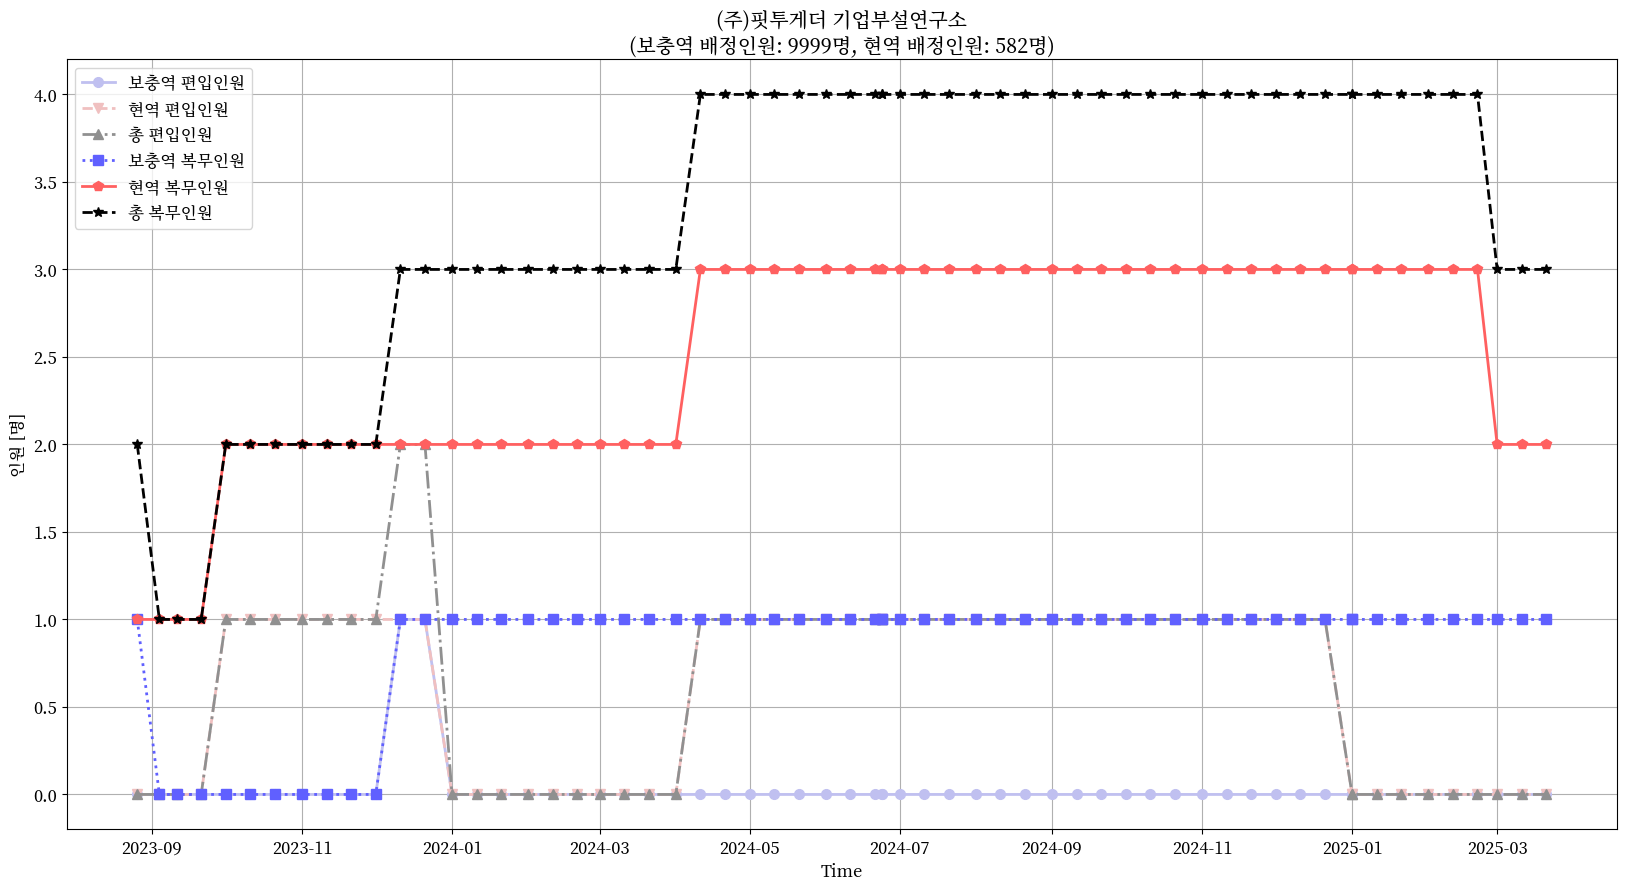 (주)핏투게더 기업부설연구소
(보충역 배정인원: 9999명, 현역 배정인원: 582명)
보충역 편입인원
현역 편입인원
총 편입인원
보충역 복무인원
현역 복무인원
총 복무인원
인원 [명]
4.0
3.5
3.0
2.5
2.0
1.5
1.0
0.5
0.0
2023-09 2023-11 2024-01 2024-03 2024-05 2024-07 2024-09 2024-11 2025-01 2025-03
Time